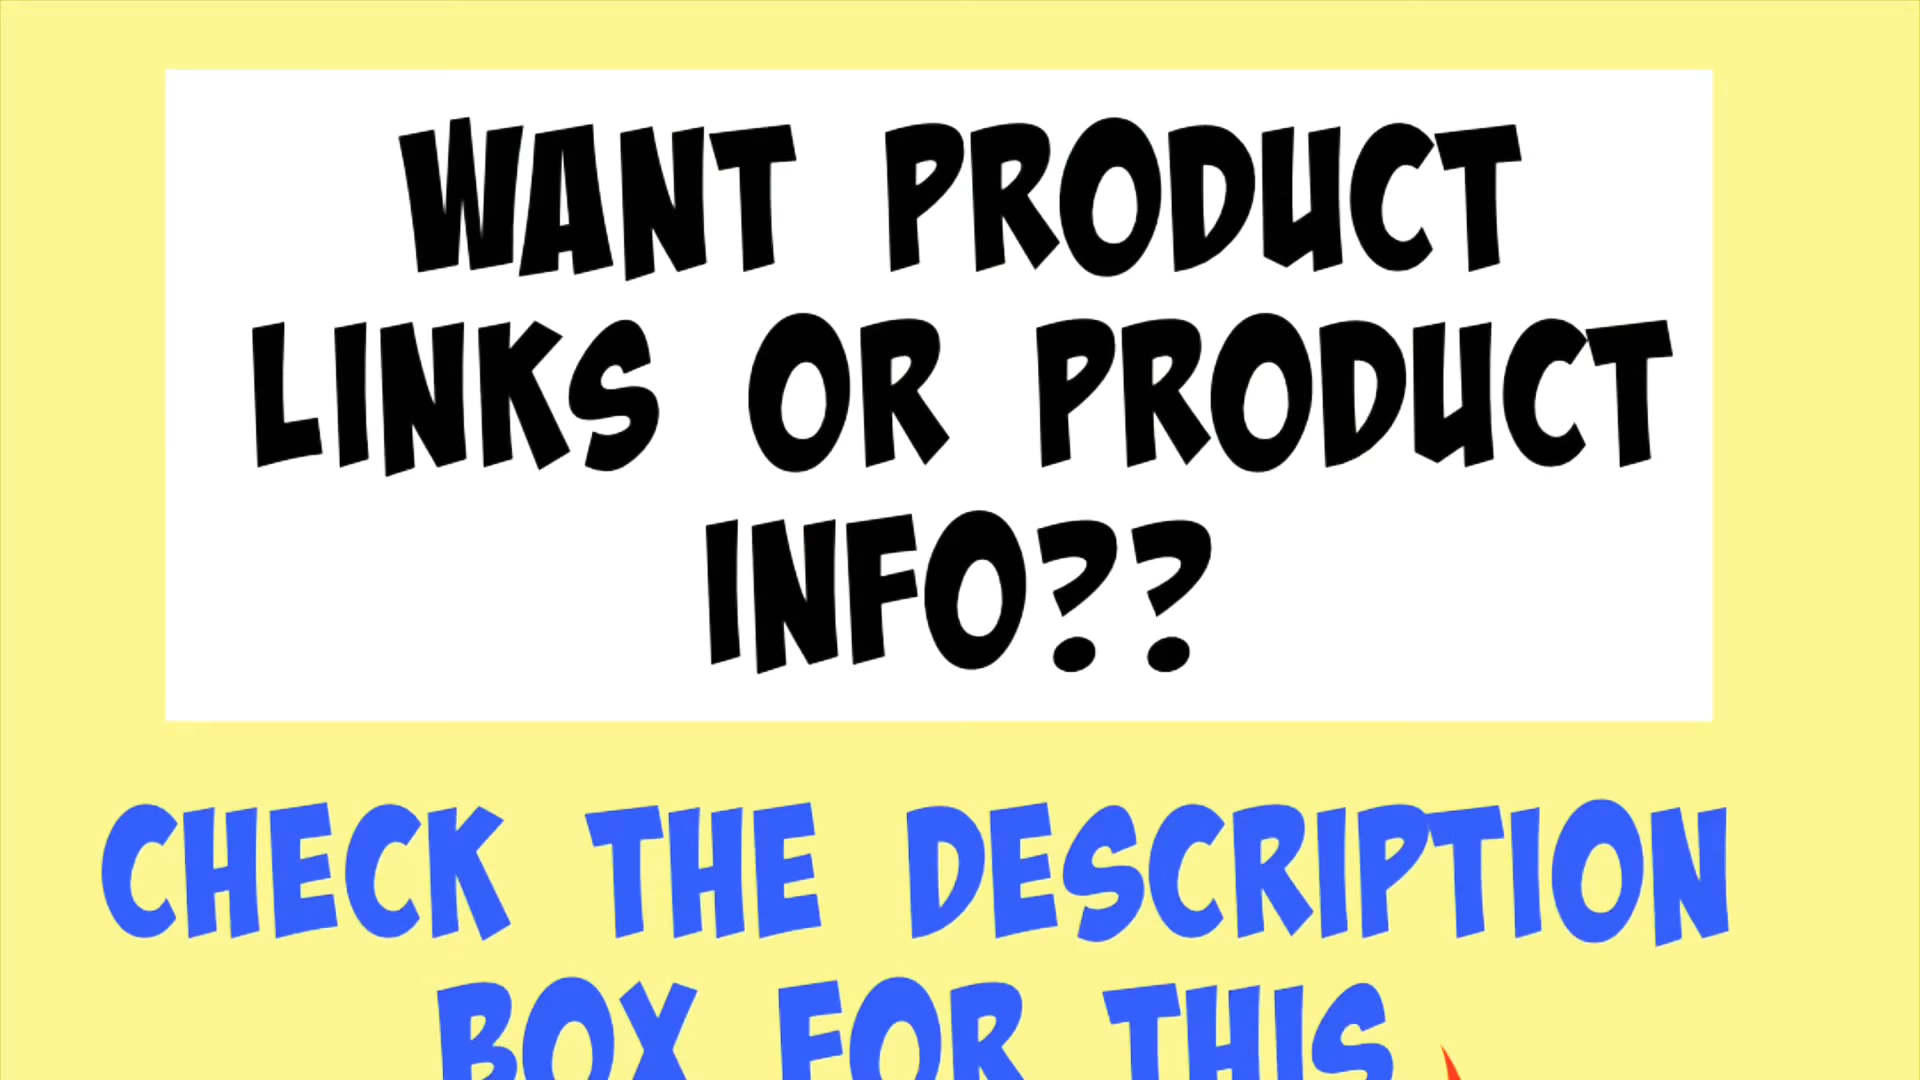 WANT PRODUCT
LINKS OR PRODUCT
INFO??
CHECK THE DESCRIPTION
BOX FOR THIS